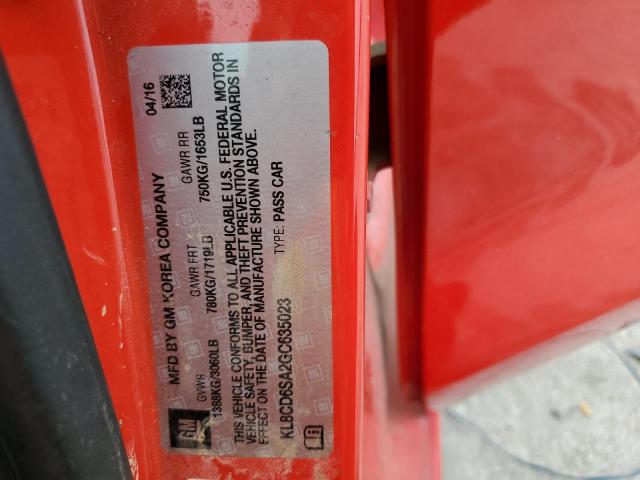 MFD BY GM KOREA COMPANY 04/16
GM
GVWR GAWR FRT GAWR RR
1388KG/3060LB 780KG/1719LB 750KG/1653LB
THIS VEHICLE CONFORMS TO ALL APPLICABLE U.S. FEDERAL MOTOR
VEHICLE SAFETY, BUMPER, AND THEFT PREVENTION STANDARDS IN
EFFECT ON THE DATE OF MANUFACTURE SHOWN ABOVE.
KL8CD6SA2GC635023 TYPE: PASS CAR